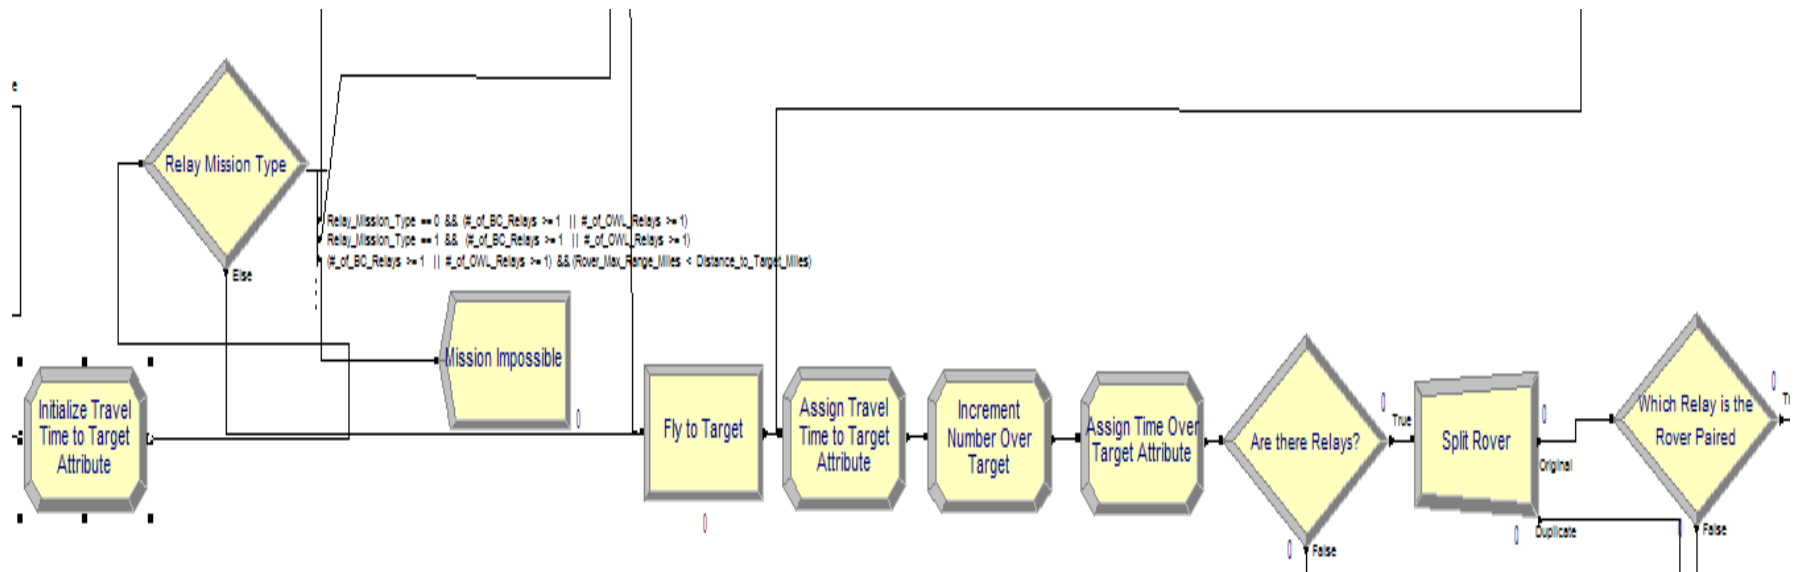 e
Relay Mission Type
Relay_Mission_Type == 0 && (#_of_BC_Relays >= 1 || #_of_OWL_Relays >= 1)
Relay_Mission_Type == 1 && (#_of_BC_Relays >= 1 || #_of_OWL_Relays >= 1)
(#_of_BC_Relays >= 1 || #_of_OWL_Relays >= 1) && (Rover_Max_Range_Miles < Distance_to_Target_Miles)
Else
Mission Impossible
0
Initialize Travel
Time to Target
Attribute
Fly to Target
0
Assign Travel
Time to Target
Attribute
Increment
Number Over
Target
Assign Time Over
Target Attribute
Are there Relays?
0
True
0
False
Split Rover
0
Original
0
Duplicate
Which Relay is the
Rover Paired
0
Tr
0
False